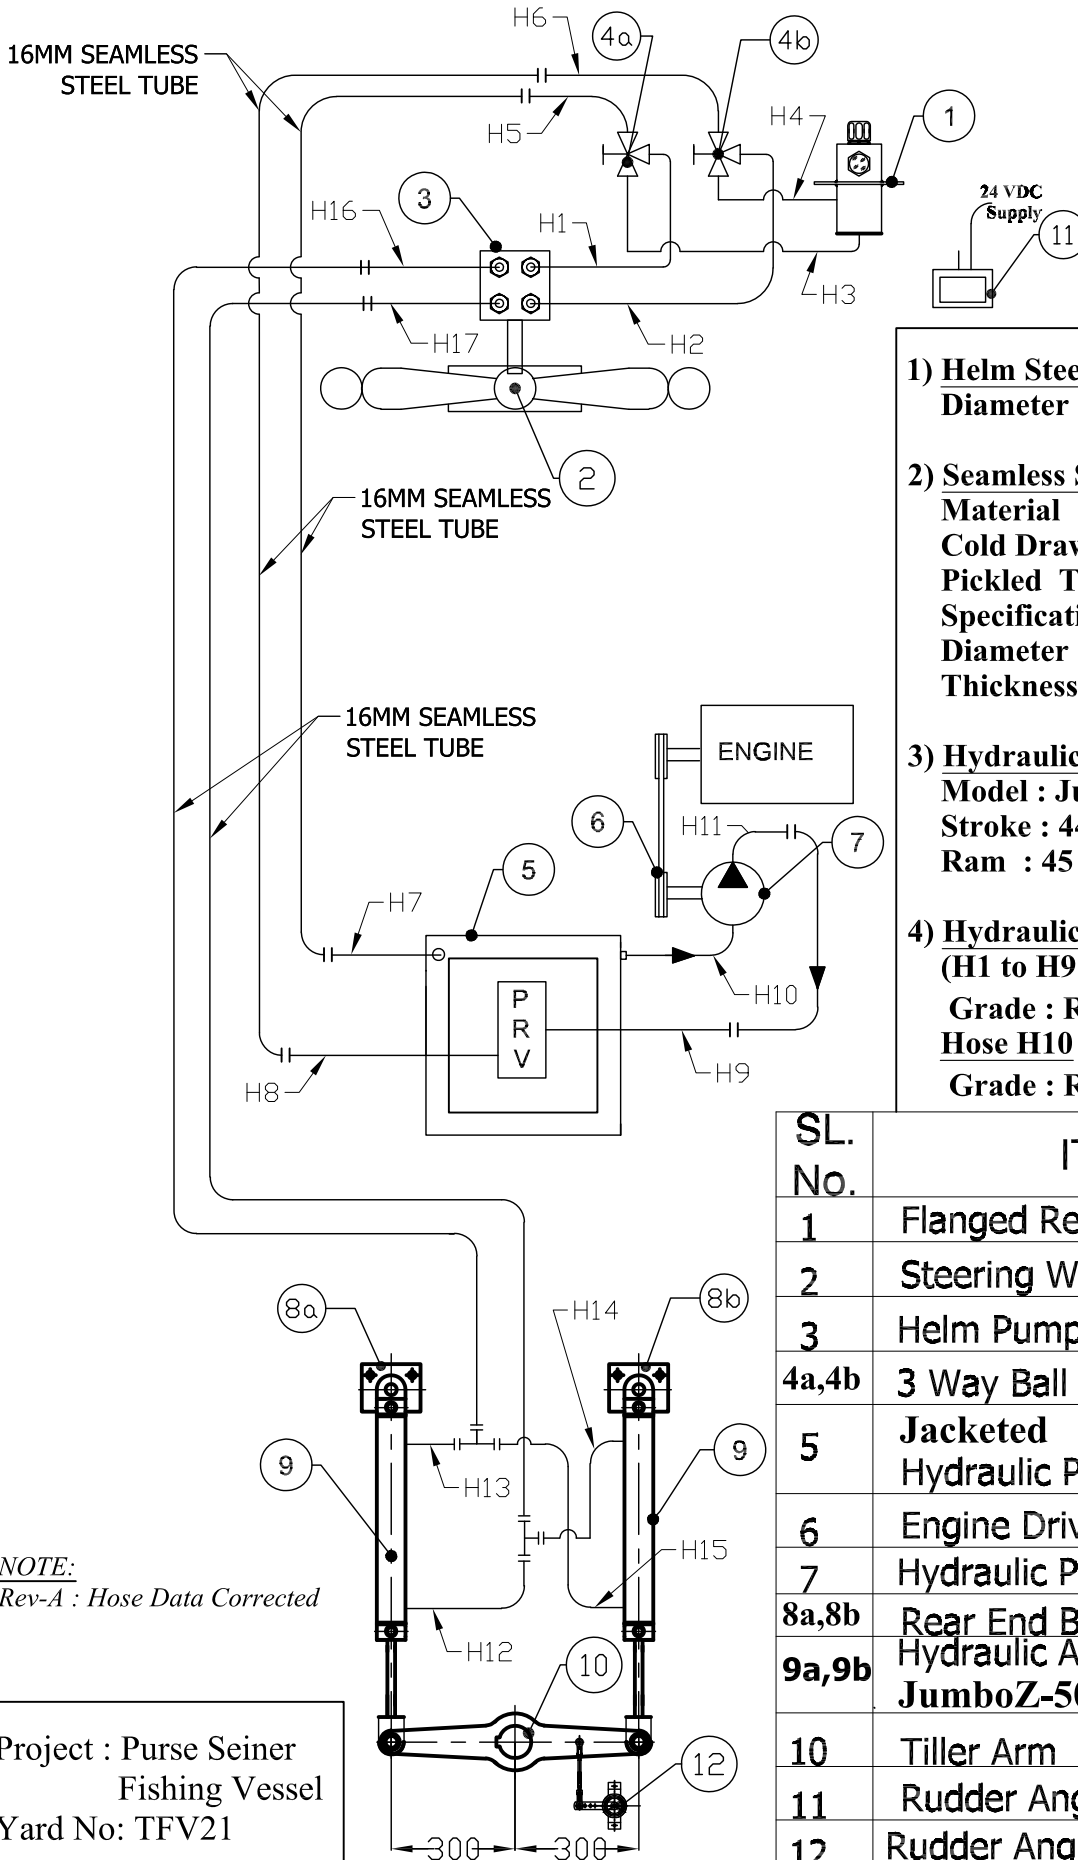 H6
4a
4b
16MM SEAMLESS
STEEL TUBE
H5
H4
1
24 VDC
Supply
11
3
H16
H1
H3
H17
H2
2
16MM SEAMLESS
STEEL TUBE
16MM SEAMLESS
STEEL TUBE
ENGINE
6
H11
7
5
H7
P
R
V
H10
H9
H8
1) Helm Stee
Diameter
2) Seamless S
Material
Cold Draw
Pickled T
Specificati
Diameter
Thickness
3) Hydraulic
Model : Ju
Stroke : 44
Ram : 45
4) Hydraulic
(H1 to H9
Grade : R
Hose H10
Grade : R
SL.
No.
IT
1 Flanged Re
2 Steering W
3 Helm Pump
4a,4b 3 Way Ball
5 Jacketed
Hydraulic P
6 Engine Driv
7 Hydraulic P
8a,8b Rear End B
9a,9b Hydraulic A
JumboZ-50
10 Tiller Arm
11 Rudder Ang
12 Rudder Ang
8a
8b
H14
9
9
H13
H15
H12
10
12
300
300
NOTE:
Rev-A : Hose Data Corrected
Project : Purse Seiner
Fishing Vessel
Yard No: TFV21